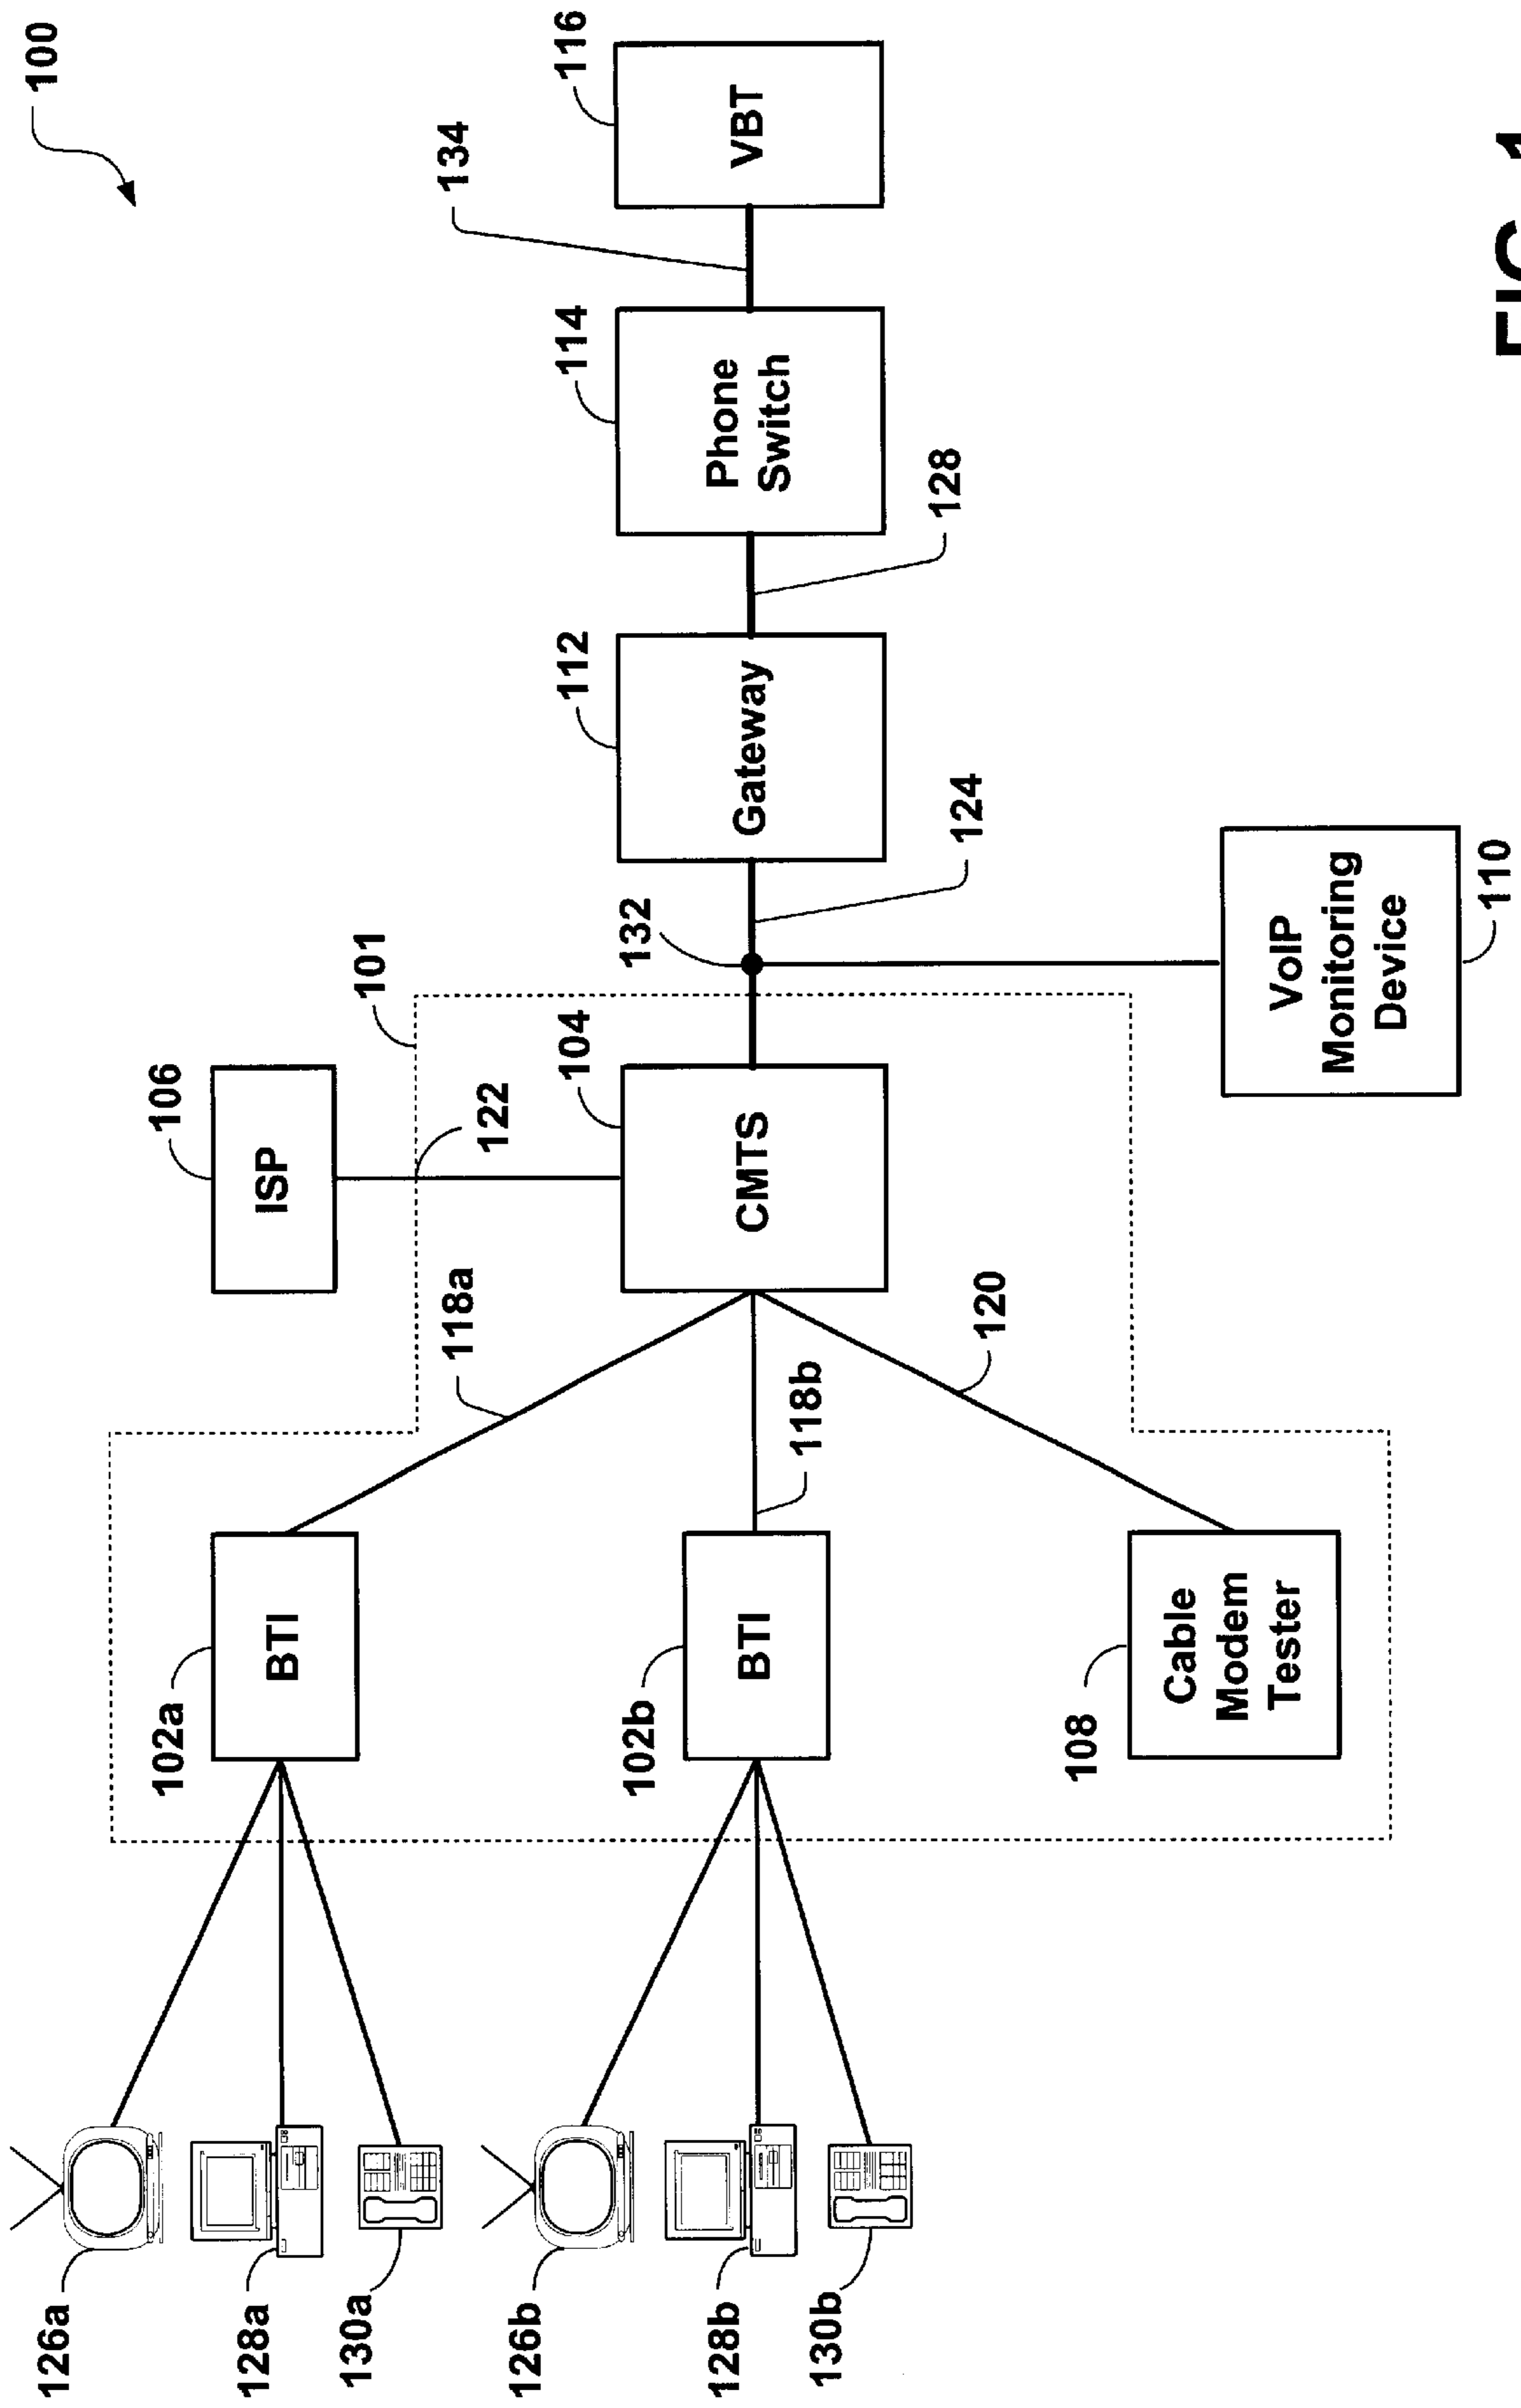 100
126a
128a
130a
102a
BTI
118a
106
ISP
122
101
126b
128b
130b
102b
BTI
118b
104
CMTS
132
124
112
Gateway
128
114
Phone
Switch
134
116
VBT
108
Cable
Modem
Tester
120
110
VoIP
Monitoring
Device